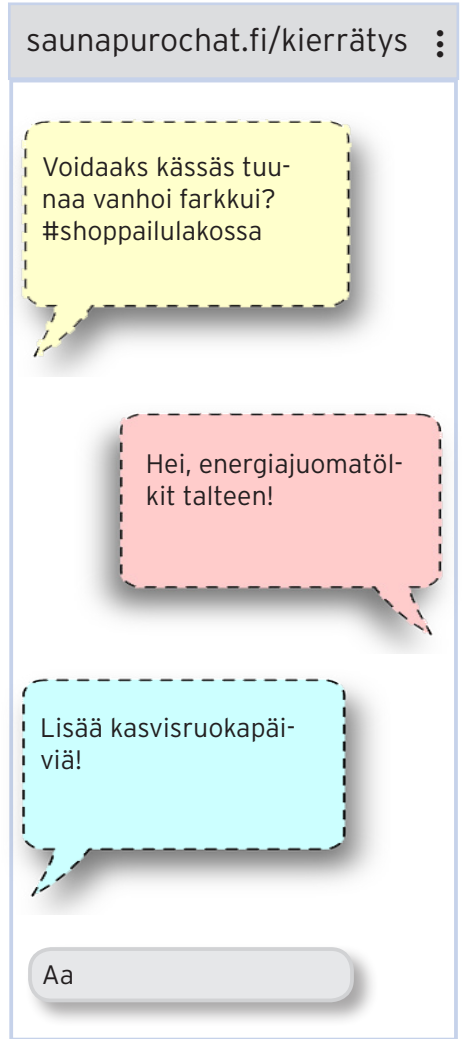 saunapurochat.fi/kierrätys
Voidaaks kässäs tuu-
naa vanhoi farkkui?
#shoppailulakossa
Hei, energiajuomatöl-
kit talteen!
Lisää kasvisruokapäi-
viä!
Aa